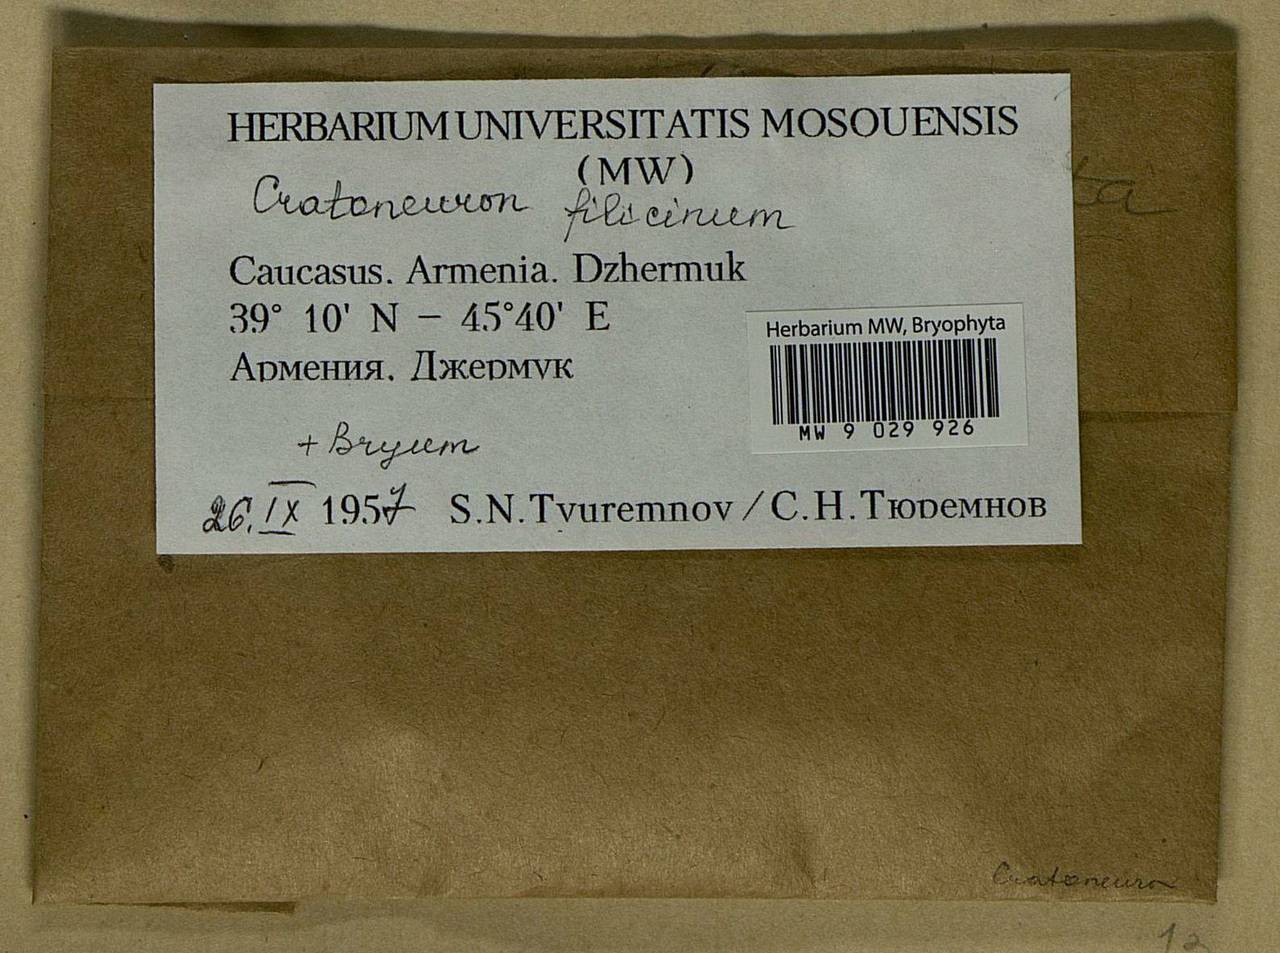 HERBARIUM UNIVERSITATIS MOSQUENSIS
(MW)
Cratoneuron filicinum
Caucasus. Armenia. Dzhermuk
39° 10' N – 45°40' E
Армения. Джермук
Herbarium MW, Bryophyta
MW 9 029 926
+ Bryum
26. IX 1957 S.N.Tyuremnov / С.Н.Тюремнов
Cratoneuron